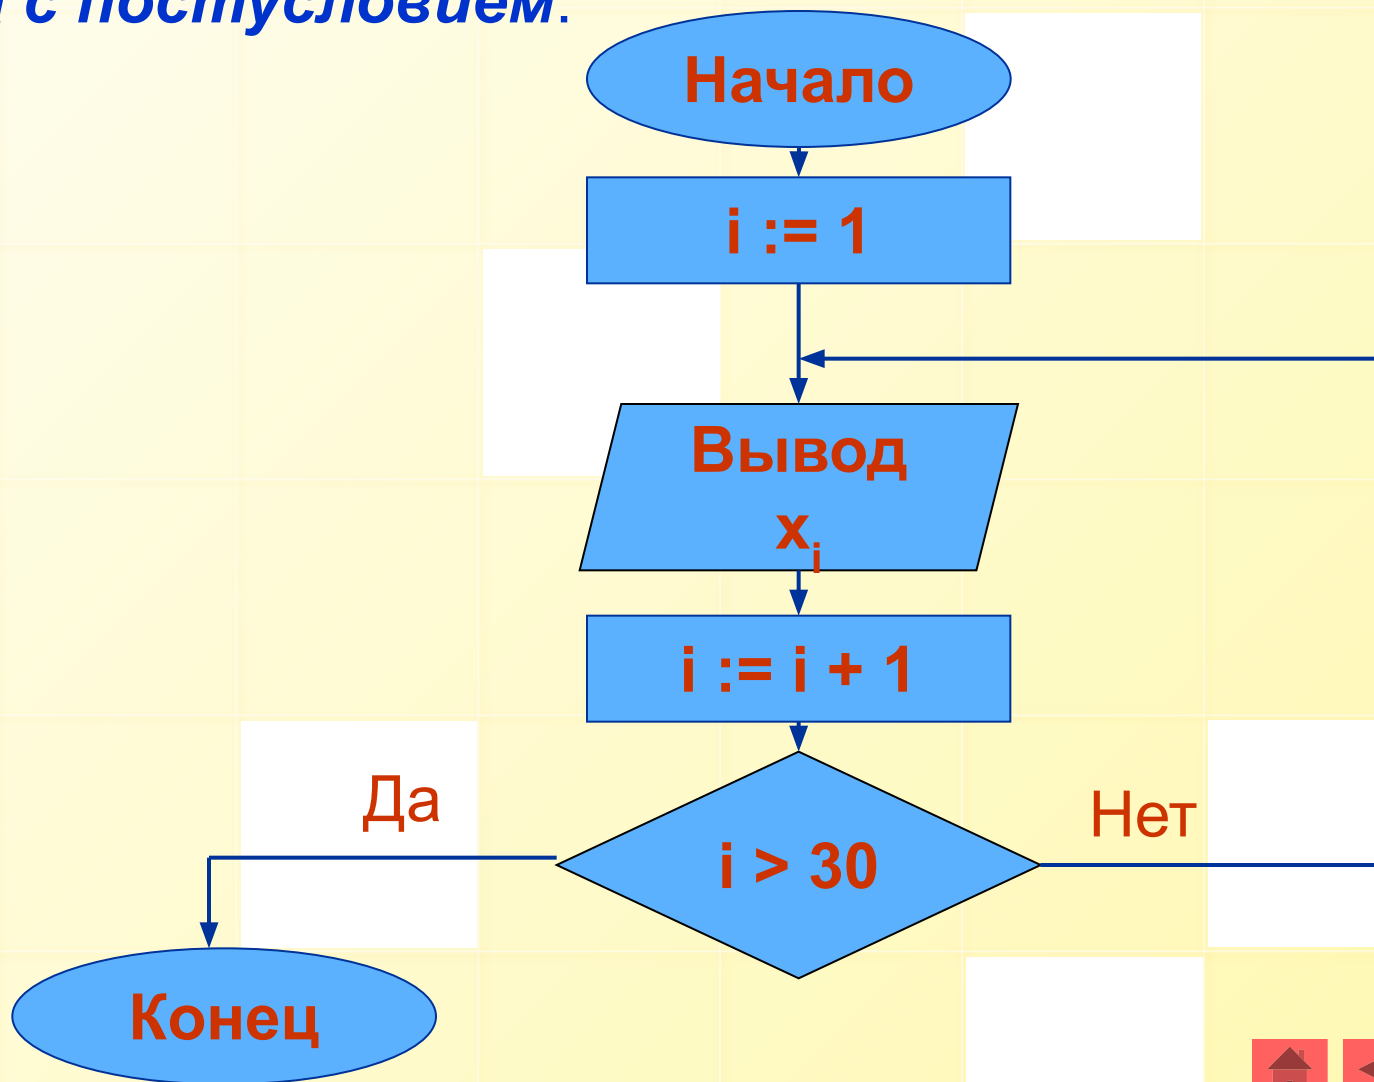 с постусловием.
Начало
i := 1
Вывод
xi
i := i + 1
Да
Нет
i > 30
Конец